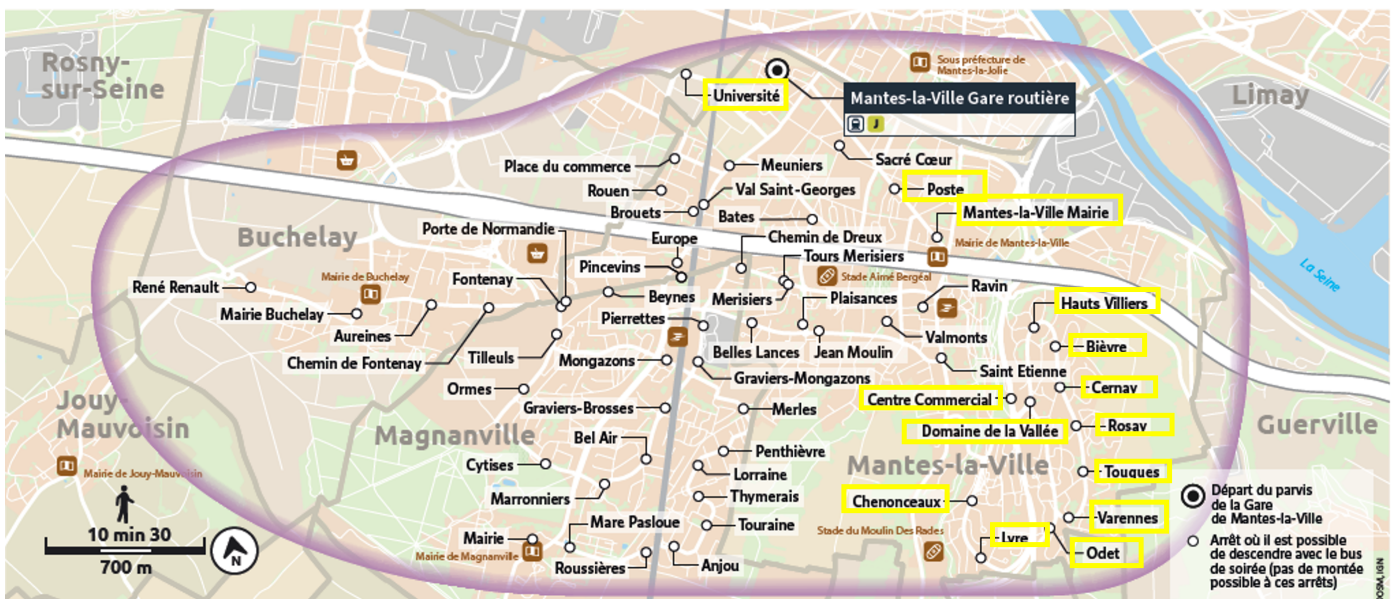 Rosny-
sur-Seine
Sous préfecture de
Mantes-la-Jolie
Université
Mantes-la-Ville Gare routière
J
Limay
Place du commerce
Meuniers
Sacré Cœur
Rouen
Val Saint-Georges
Poste
Brouets
Bates
Mantes-la-Ville Mairie
Porte de Normandie
Buchelay
Europe
Chemin de Dreux
Mairie de Mantes-la-Ville
Tours Merisiers
Pincevins
Stade Aimé Bergéal
La Seine
Mairie de Buchelay
Fontenay
René Renault
Beynes
Merisiers
Plaisances
Ravin
Hauts Villiers
Mairie Buchelay
Pierrettes
Aureines
Valmonts
Bièvre
Chemin de Fontenay
Tilleuls
Mongazons
Belles Lances
Jean Moulin
Saint Etienne
Graviers-Mongazons
Ormes
Cernay
Centre Commercial
Jouy-
Mauvoisin
Graviers-Brosses
Merles
Rosay
Guerville
Magnanville
Bel Air
Domaine de la Vallée
Penthièvre
Cytises
Mantes-la-Ville
Mairie de Jouy-Mauvoisin
Lorraine
Touques
Marronniers
Thymerais
Chenonceaux
Départ du parvis
de la Gare
de Mantes-la-Ville
Mare Pasloue
Touraine
Varennes
10 min 30
Mairie
Stade du Moulin Des Rades
Lyre
Arrêt où il est possible
de descendre avec le bus
de soirée (pas de montée
possible à ces arrêts)
Mairie de Magnanville
Odet
700 m
N
Roussières
Anjou
OSM, IGN